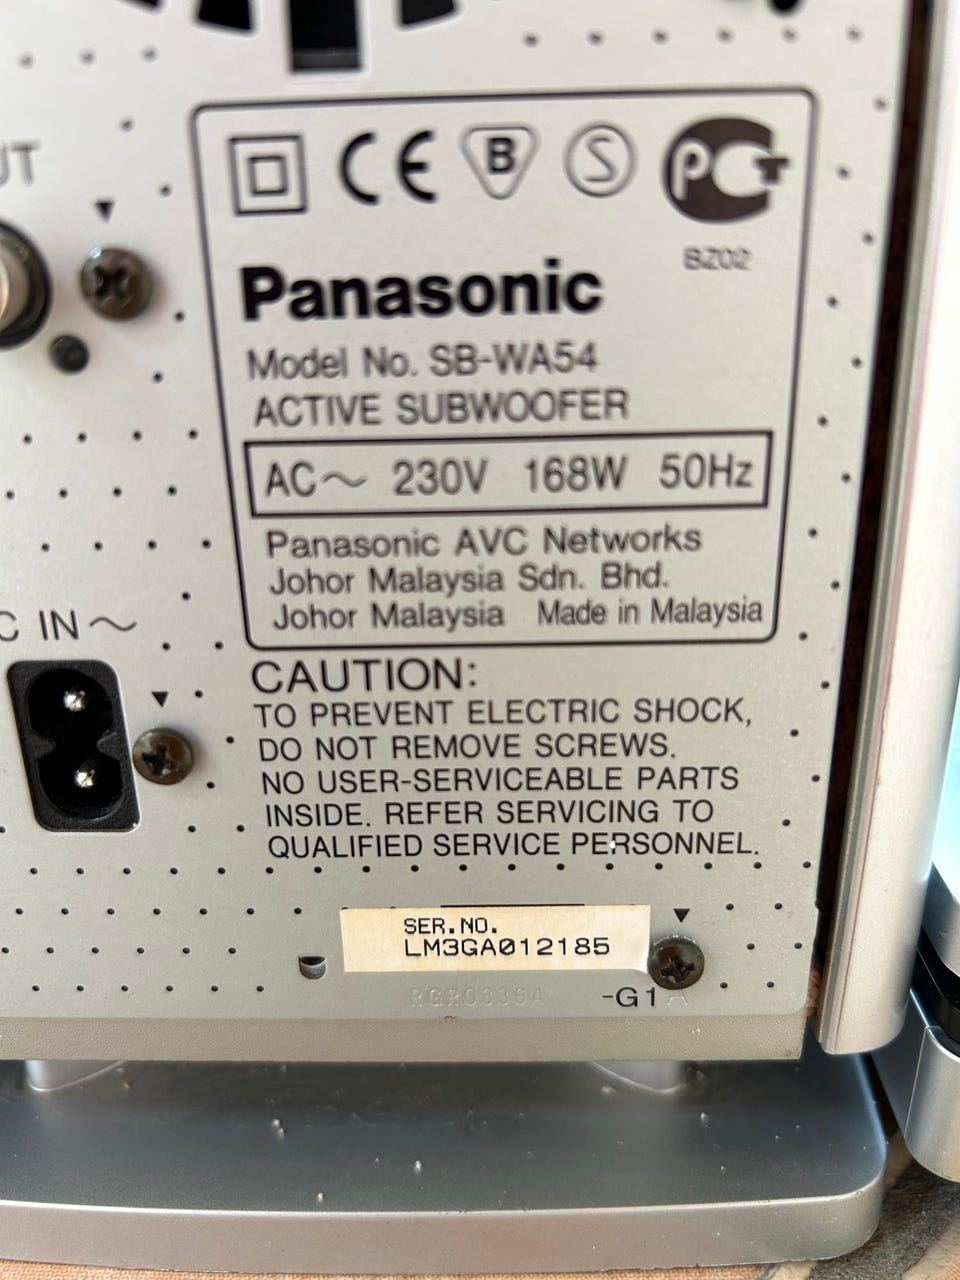 UT
B
S
PCT
BZ02
Panasonic
Model No. SB-WA54
ACTIVE SUBWOOFER
AC～ 230V 168W 50Hz
Panasonic AVC Networks
Johor Malaysia Sdn. Bhd.
Johor Malaysia Made in Malaysia
C IN～
CAUTION:
TO PREVENT ELECTRIC SHOCK,
DO NOT REMOVE SCREWS.
NO USER-SERVICEABLE PARTS
INSIDE. REFER SERVICING TO
QUALIFIED SERVICE PERSONNEL.
SER.NO.
LM3GA012185
RGR0336A -G1A